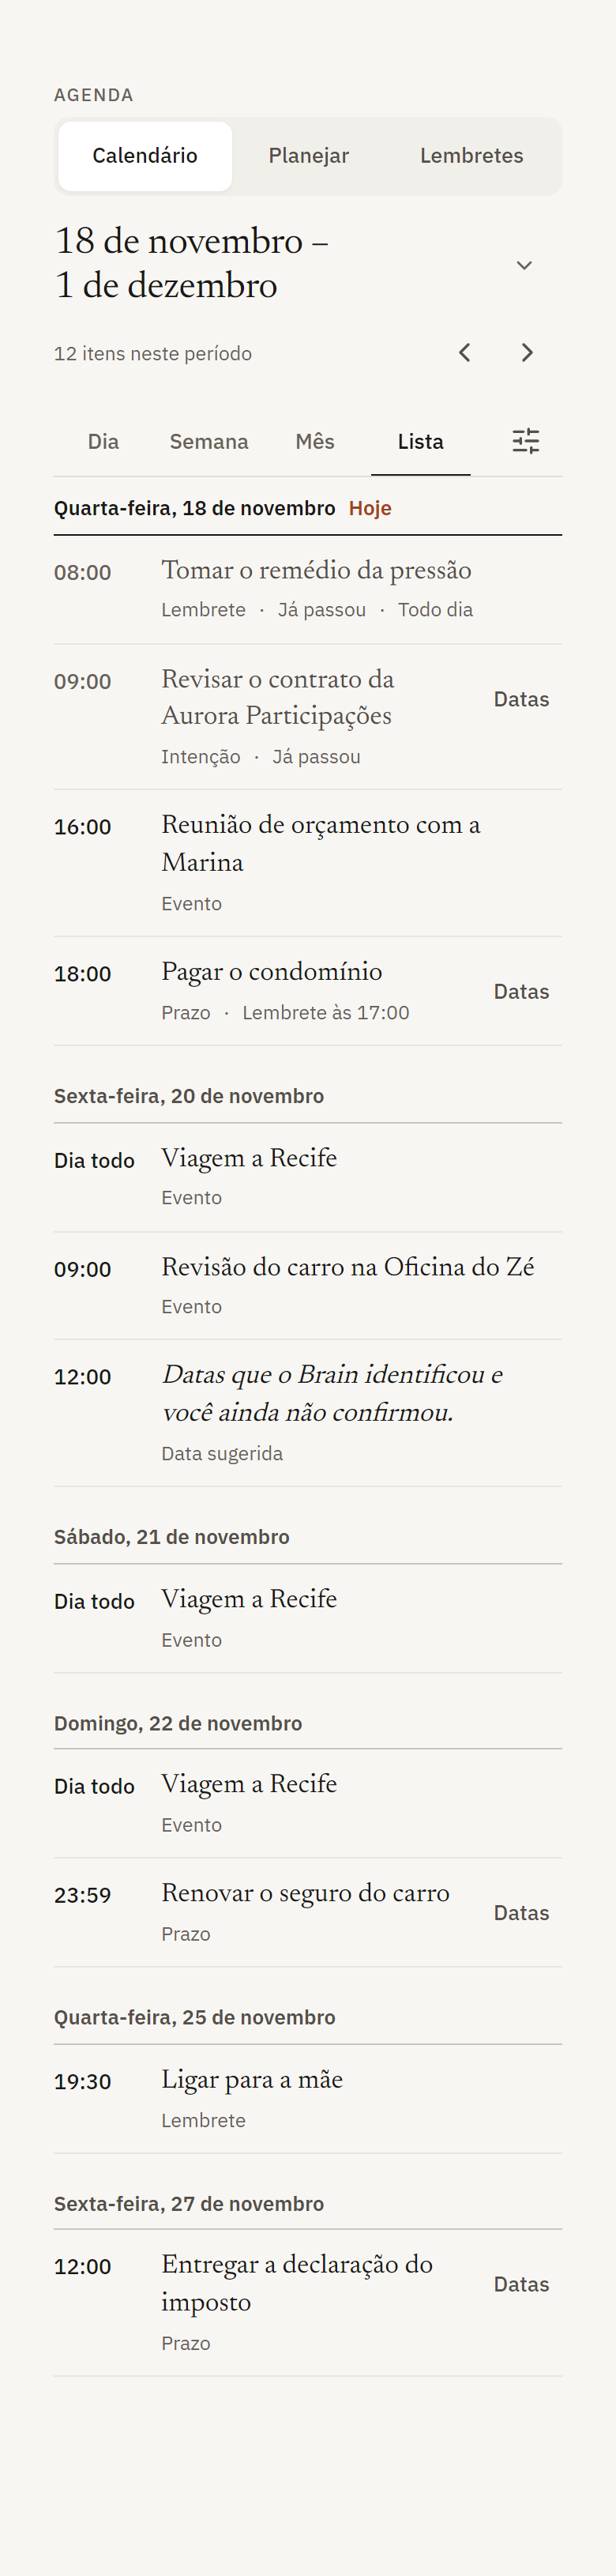 AGENDA
Calendário Planejar Lembretes
18 de novembro –
1 de dezembro
12 itens neste período
Dia Semana Mês Lista
Quarta-feira, 18 de novembro Hoje
08:00 Tomar o remédio da pressão
Lembrete · Já passou · Todo dia
09:00 Revisar o contrato da
Aurora Participações
Datas
Intenção · Já passou
16:00 Reunião de orçamento com a
Marina
Evento
18:00 Pagar o condomínio
Datas
Prazo · Lembrete às 17:00
Sexta-feira, 20 de novembro
Dia todo Viagem a Recife
Evento
09:00 Revisão do carro na Oficina do Zé
Evento
12:00 Datas que o Brain identificou e
você ainda não confirmou.
Data sugerida
Sábado, 21 de novembro
Dia todo Viagem a Recife
Evento
Domingo, 22 de novembro
Dia todo Viagem a Recife
Evento
23:59 Renovar o seguro do carro
Datas
Prazo
Quarta-feira, 25 de novembro
19:30 Ligar para a mãe
Lembrete
Sexta-feira, 27 de novembro
12:00 Entregar a declaração do
imposto
Datas
Prazo